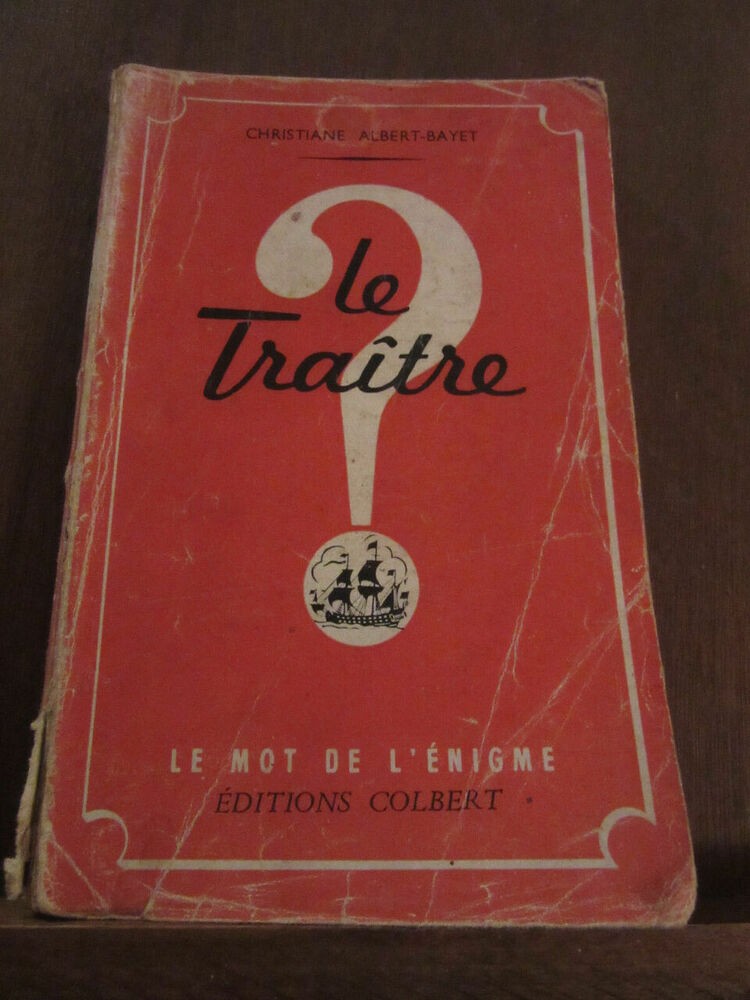 CHRISTIANE ALBERT-BAYET
?
le
Traître
LE MOT DE L'ÉNIGME
ÉDITIONS COLBERT